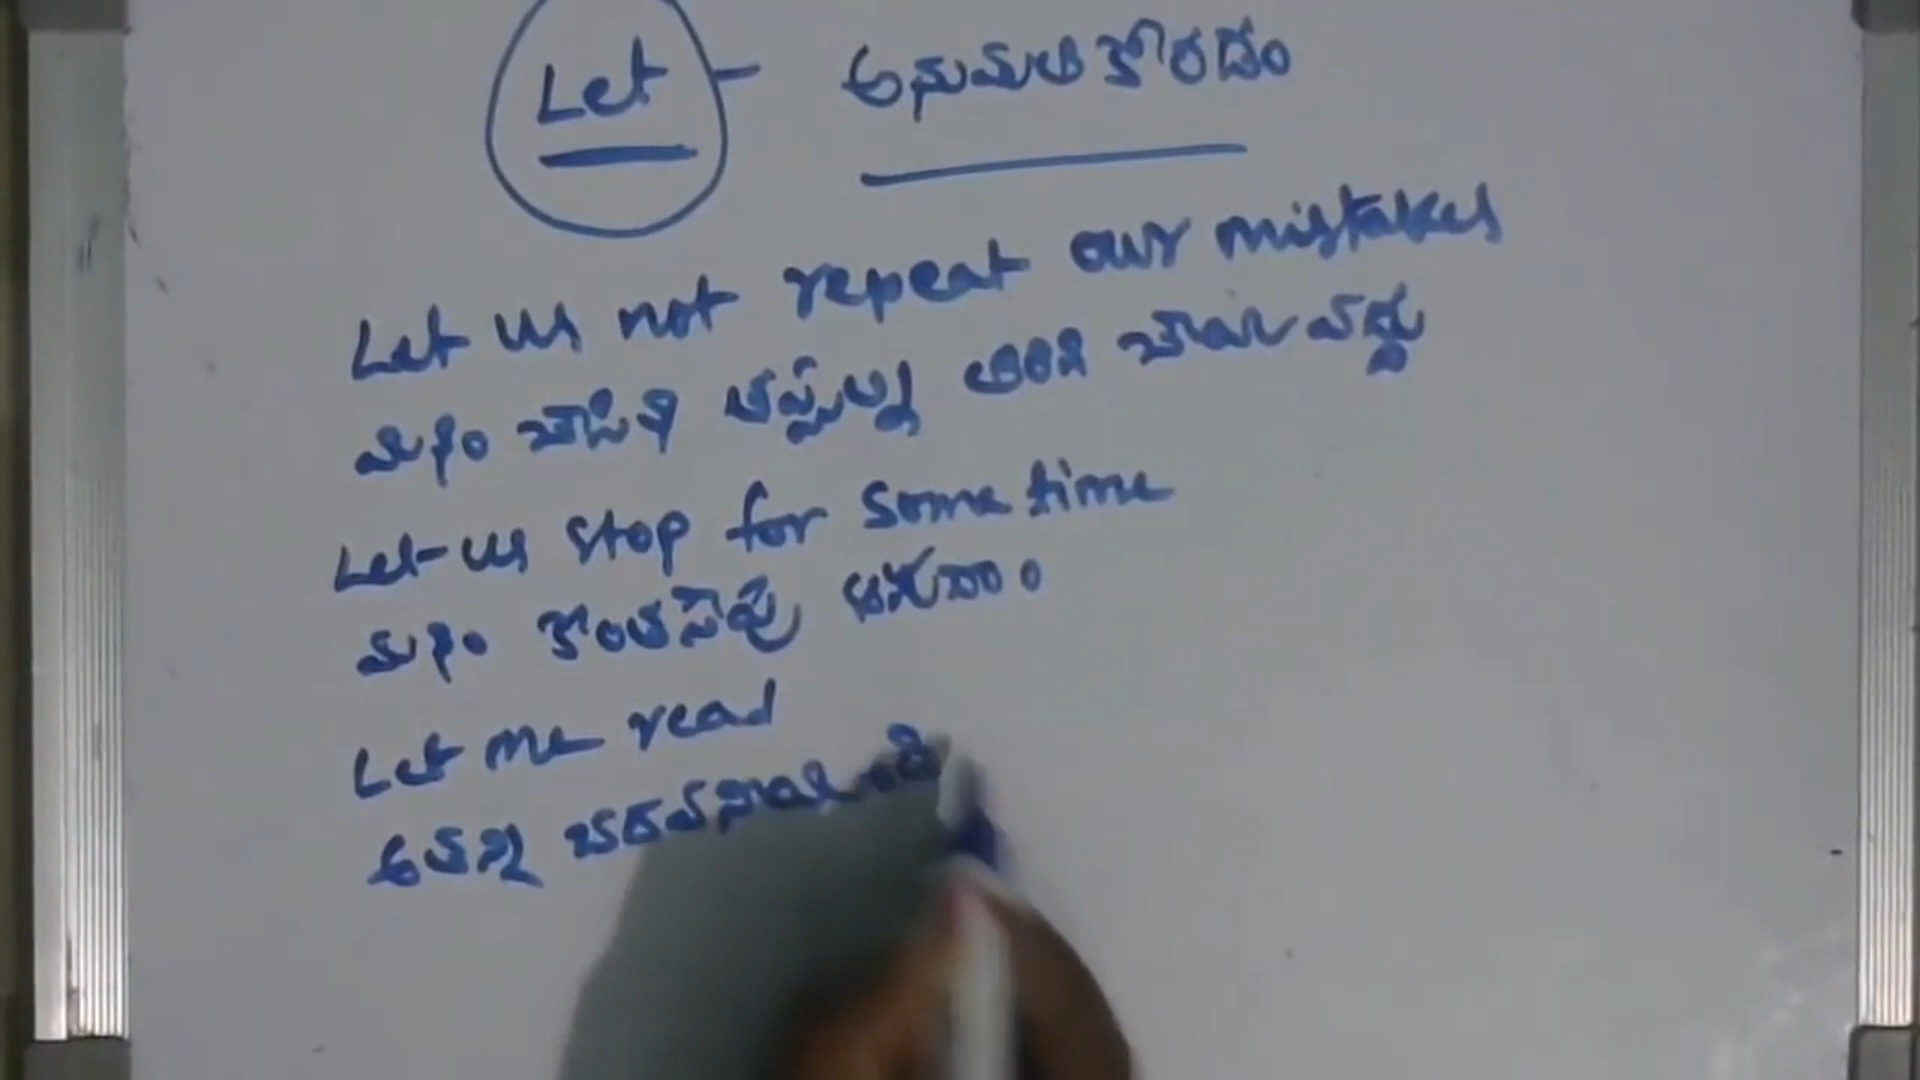 Let - అనుమతి కోరడం
Let us not repeat our mistakes
మనం చేసిన తప్పుల్ని తిరిగి చేయవద్దు
Let us stop for some time
మనం కొంతసేపు ఆగుదాం
Let me read
చదవనివ్వండి